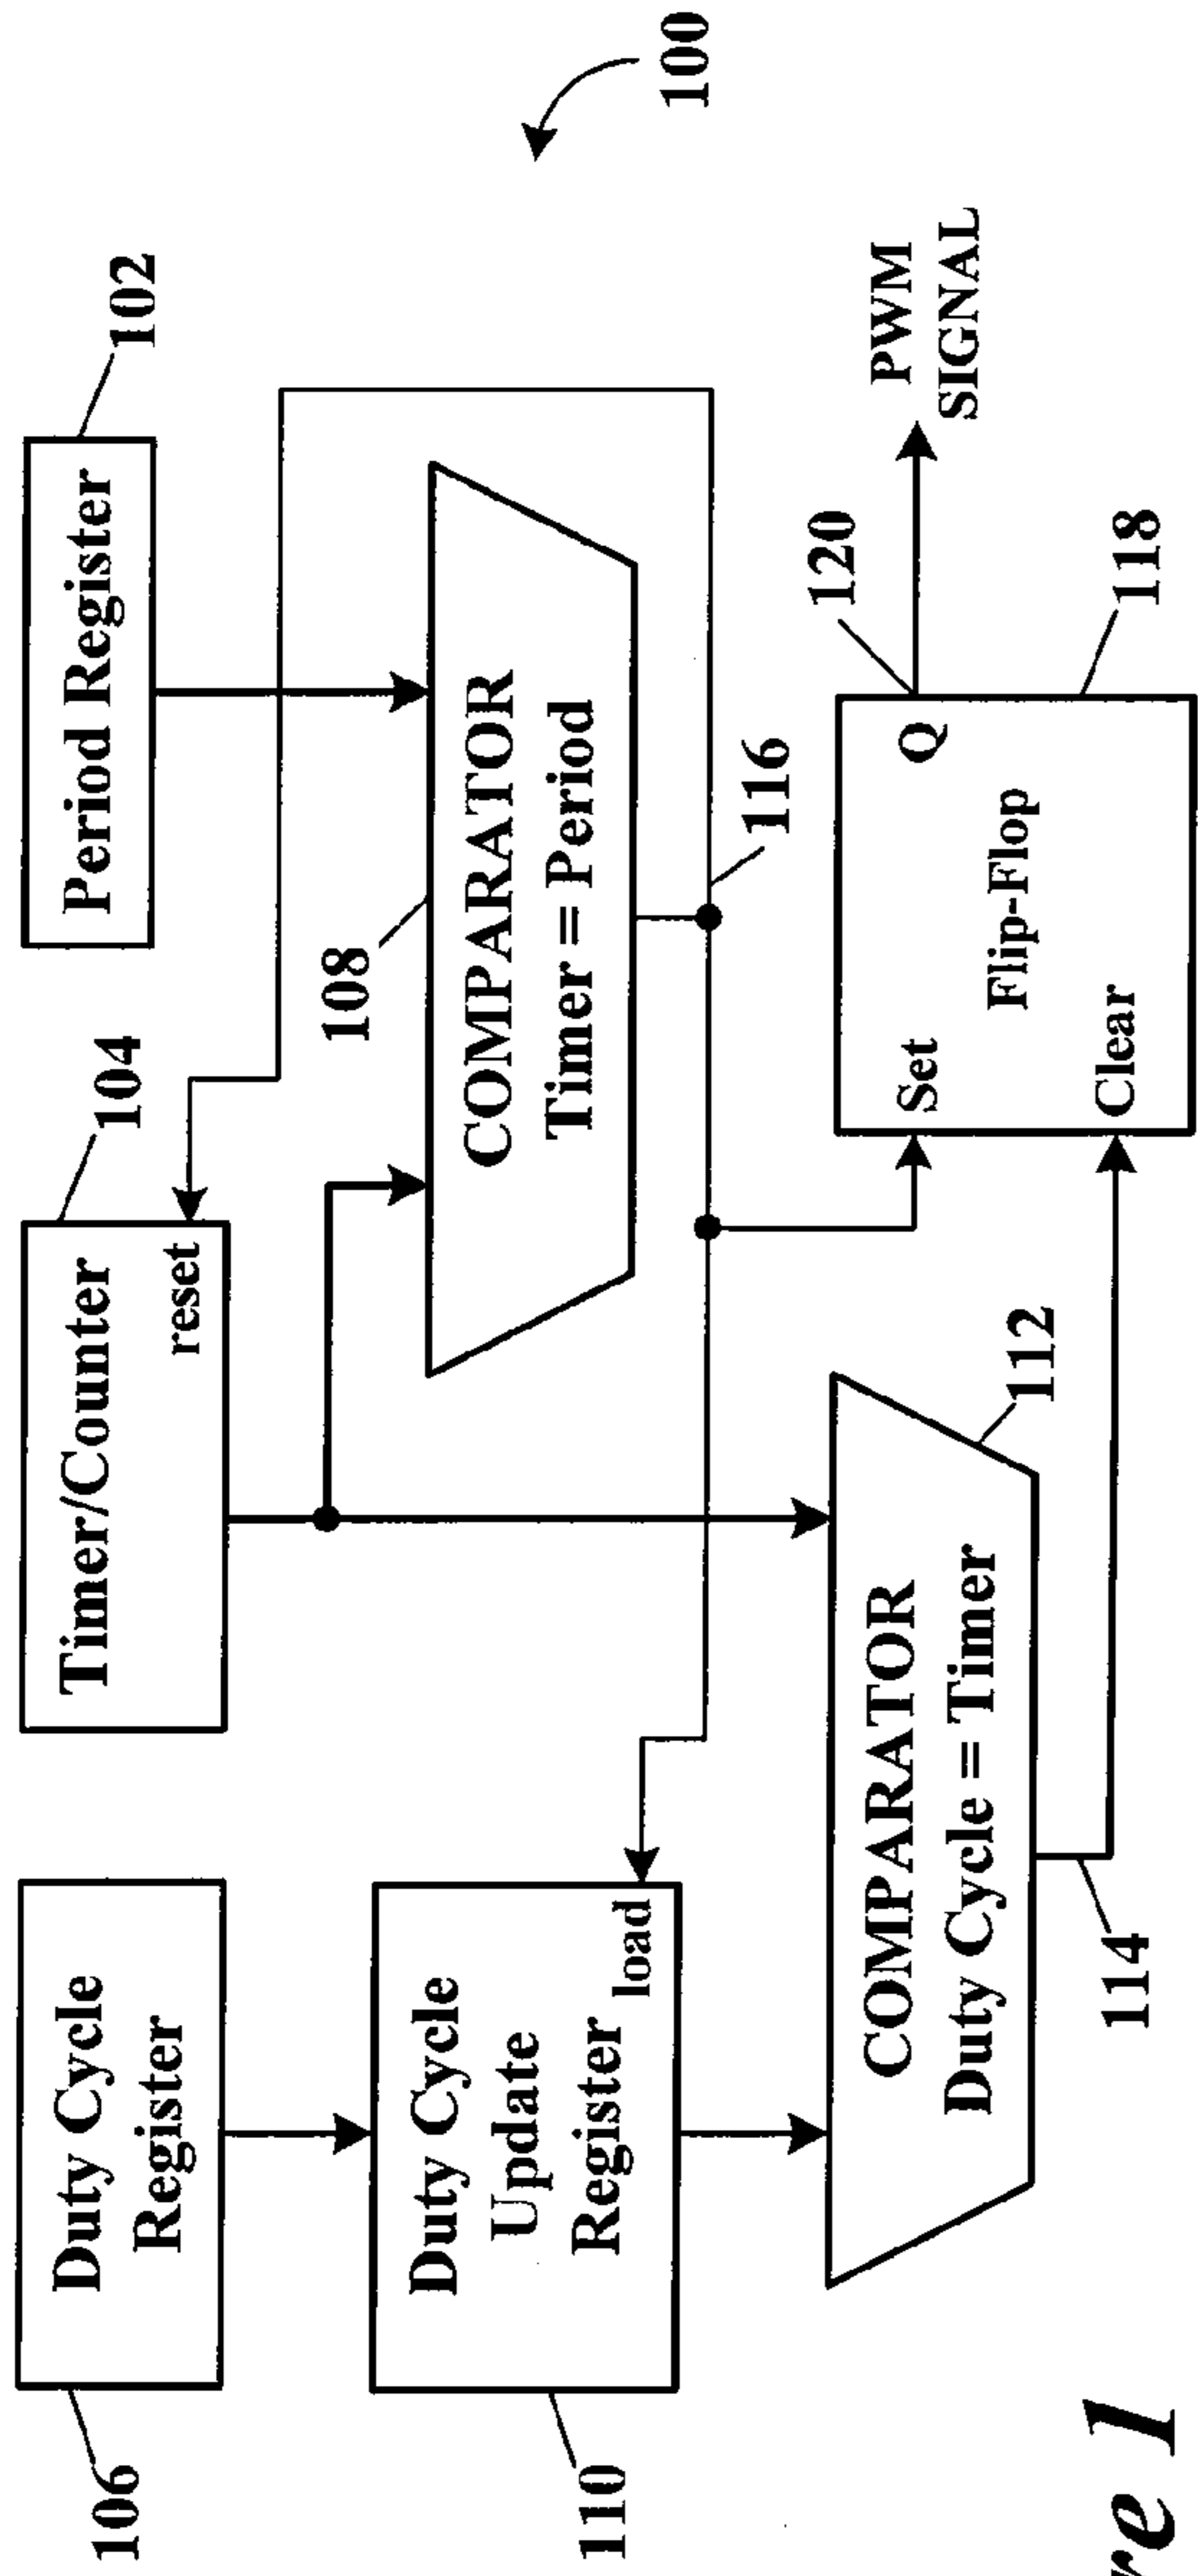 106
Duty Cycle
Register
104
Timer/Counter
reset
102
Period Register
100
110
Duty Cycle
Update
Register
load
108
COMPARATOR
Timer = Period
116
COMPARATOR
Duty Cycle = Timer
112
114
Set
Clear
Flip-Flop
Q
120
118
PWM
SIGNAL
1